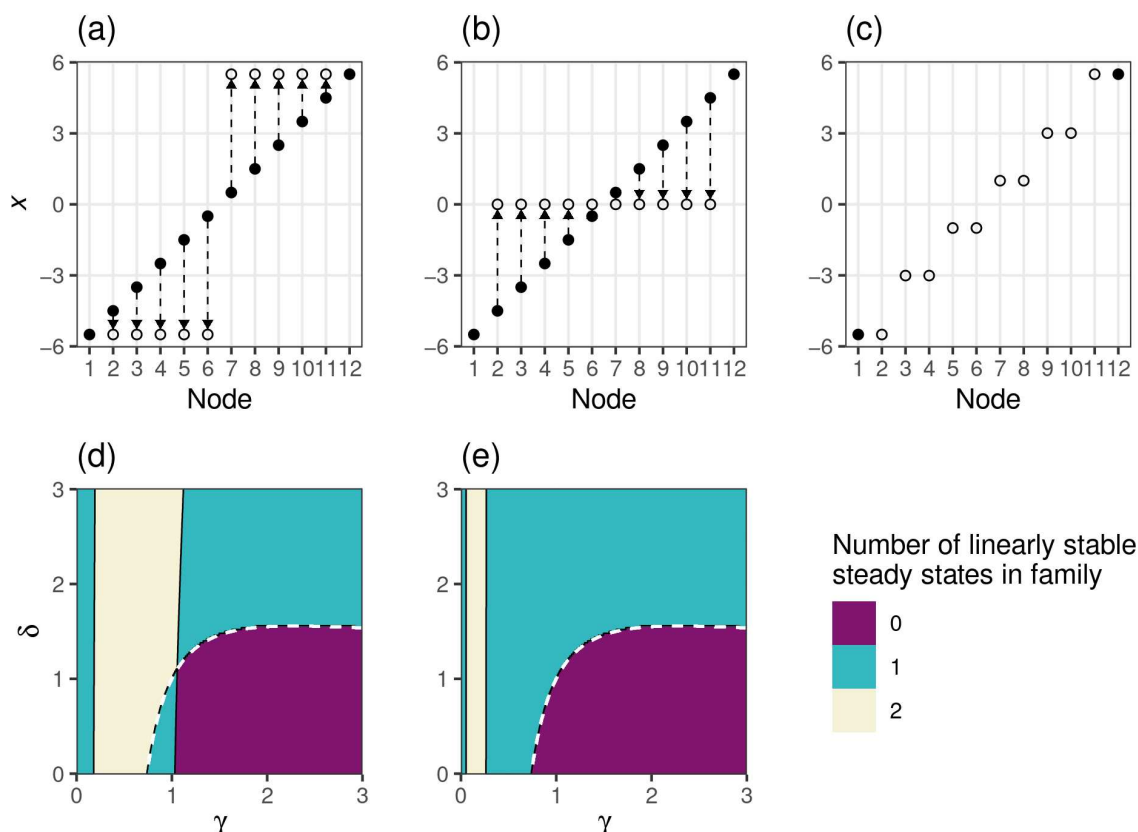 (a) (b) (c)
6 6 6
3 3 3
x 0 0 0
−3 −3 −3
−6 −6 −6
1 2 3 4 5 6 7 8 9 10 11 12 1 2 3 4 5 6 7 8 9 10 11 12 1 2 3 4 5 6 7 8 9 10 11 12
Node Node Node
(d) (e)
3 3
2 2
δ
1 1
0 0
0 1 2 3 0 1 2 3
γ γ
Number of linearly stable
steady states in family
0
1
2